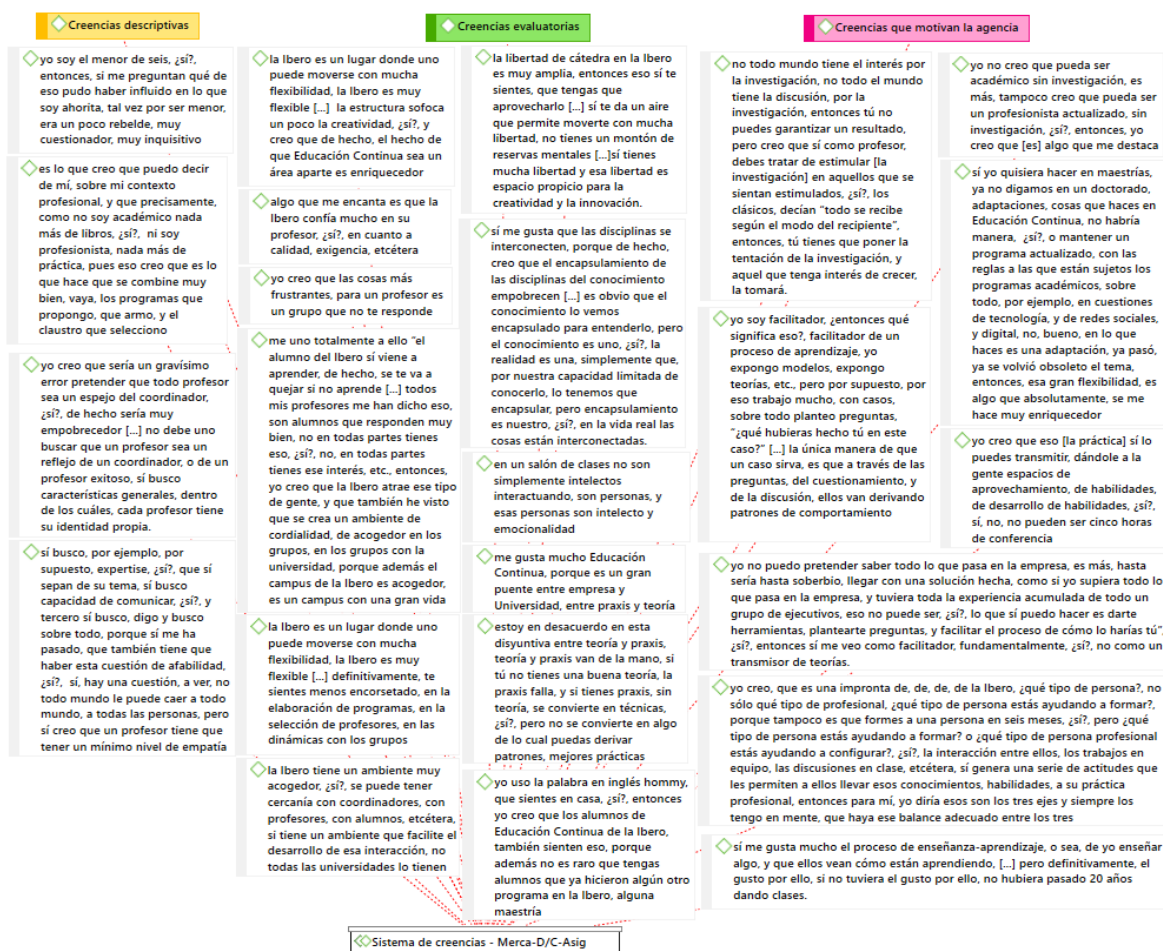 Creencias descriptivas
Creencias evaluatorias
Creencias que motivan la agencia
yo soy el menor de seis, ¿sí?,
entonces, si me preguntan qué de
eso pudo haber influido en lo que
soy ahorita, tal vez por ser menor,
era un poco rebelde, muy
cuestionador, muy inquisitivo
es lo que creo que puedo decir
de mí, sobre mi contexto
profesional, y que precisamente,
como no soy académico nada
más de libros, ¿sí?, ni soy
profesionista, nada más de
práctica, pues eso creo que es lo
que hace que se combine muy
bien, vaya, los programas que
propongo, que armo, y el
claustro que selecciono
yo creo que sería un gravísimo
error pretender que todo profesor
sea un espejo del coordinador,
¿sí?, de hecho sería muy
empobrecedor [...] no debe uno
buscar que un profesor sea un
reflejo de un coordinador, o de un
profesor exitoso, sí busco
características generales, dentro
de los cuáles, cada profesor tiene
su identidad propia.
sí busco, por ejemplo, por
supuesto, expertise, ¿sí?, que sí
sepan de su tema, sí busco
capacidad de comunicar, ¿sí?, y
tercero sí busco, digo y busco
sobre todo, porque sí me ha
pasado, que también tiene que
haber esta cuestión de afabilidad,
¿sí?, sí, hay una cuestión, a ver, no
todo mundo le puede caer a todo
mundo, a todas las personas, pero
sí creo que un profesor tiene que
tener un mínimo nivel de empatía
la Ibero es un lugar donde uno
puede moverse con mucha
flexibilidad, la Ibero es muy
flexible [...] la estructura sofoca
un poco la creatividad, ¿sí?, y
creo que de hecho, el hecho de
que Educación Continua sea un
área aparte es enriquecedor
algo que me encanta es que la
Ibero confía mucho en su
profesor, ¿sí?, en cuanto a
calidad, exigencia, etcétera
yo creo que las cosas más
frustrantes, para un profesor es
un grupo que no te responde
me uno totalmente a ello "el
alumno del Ibero sí viene a
aprender, de hecho, se te va a
quejar si no aprende [...] todos
mis profesores me han dicho eso,
son alumnos que responden muy
bien, no en todas partes tienes
eso, ¿sí?, no, en todas partes
tienes ese interés, etc., entonces,
yo creo que la Ibero atrae ese tipo
de gente, y que también he visto
que se crea un ambiente de
cordialidad, de acogedor en los
grupos, en los grupos con la
universidad, porque además el
campus de la Ibero es acogedor,
es un campus con una gran vida
la Ibero es un lugar donde uno
puede moverse con mucha
flexibilidad, la Ibero es muy
flexible [...] definitivamente, te
sientes menos encorsetado, en la
elaboración de programas, en la
selección de profesores, en las
dinámicas con los grupos
la Ibero tiene un ambiente muy
acogedor, ¿sí?, se puede tener
cercanía con coordinadores, con
profesores, con alumnos, etcétera,
si tiene un ambiente que facilite el
desarrollo de esa interacción, no
todas las universidades lo tienen
la libertad de cátedra en la Ibero
es muy amplia, entonces eso sí te
sientes, que tengas que
aprovecharlo [...] sí te da un aire
que permite moverte con mucha
libertad, no tienes un montón de
reservas mentales [...]sí tienes
mucha libertad y esa libertad es
espacio propicio para la
creatividad y la innovación.
sí me gusta que las disciplinas se
interconecten, porque de hecho,
creo que el encapsulamiento de
las disciplinas del conocimiento
empobrecen [...] es obvio que el
conocimiento lo vemos
encapsulado para entenderlo, pero
el conocimiento es uno, ¿sí?, la
realidad es una, simplemente que,
por nuestra capacidad limitada de
conocerlo, lo tenemos que
encapsular, pero encapsulamiento
es nuestro, ¿sí?, en la vida real las
cosas están interconectadas.
en un salón de clases no son
simplemente intelectos
interactuando, son personas, y
esas personas son intelecto y
emocionalidad
me gusta mucho Educación
Continua, porque es un gran
puente entre empresa y
Universidad, entre praxis y teoría
estoy en desacuerdo en esta
disyuntiva entre teoría y praxis,
teoría y praxis van de la mano, si
tú no tienes una buena teoría, la
praxis falla, y si tienes praxis, sin
teoría, se convierte en técnicas,
¿sí?, pero no se convierte en algo
de lo cual puedas derivar
patrones, mejores prácticas
yo uso la palabra en inglés hommy,
que sientes en casa, ¿sí?, entonces
yo creo que los alumnos de
Educación Continua de la Ibero,
también sienten eso, porque
además no es raro que tengas
alumnos que ya hicieron algún otro
programa en la Ibero, alguna
maestría
no todo mundo tiene el interés por
la investigación, no todo el mundo
tiene la discusión, por la
investigación, entonces tú no
puedes garantizar un resultado,
pero creo que sí como profesor,
debes tratar de estimular [la
investigación] en aquellos que se
sientan estimulados, ¿sí?, los
clásicos, decían "todo se recibe
según el modo del recipiente",
entonces, tú tienes que poner la
tentación de la investigación, y
aquel que tenga interés de crecer,
la tomará.
yo soy facilitador, ¿entonces qué
significa eso?, facilitador de un
proceso de aprendizaje, yo
expongo modelos, expongo
teorías, etc., pero por supuesto, por
eso trabajo mucho, con casos,
sobre todo planteo preguntas,
"¿qué hubieras hecho tú en este
caso?" [...] la única manera de que
un caso sirva, es que a través de las
preguntas, del cuestionamiento, y
de la discusión, ellos van derivando
patrones de comportamiento
yo no creo que pueda ser
académico sin investigación, es
más, tampoco creo que pueda ser
un profesionista actualizado, sin
investigación, ¿sí?, entonces, yo
creo que [es] algo que me destaca
sí yo quisiera hacer en maestrías,
ya no digamos en un doctorado,
adaptaciones, cosas que haces en
Educación Continua, no habría
manera, ¿sí?, o mantener un
programa actualizado, con las
reglas a las que están sujetos los
programas académicos, sobre
todo, por ejemplo, en cuestiones
de tecnología, y de redes sociales,
y digital, no, bueno, en lo que
haces es una adaptación, ya pasó,
ya se volvió obsoleto el tema,
entonces, esa gran flexibilidad, es
algo que absolutamente, se me
hace muy enriquecedor
yo creo que eso [la práctica] sí lo
puedes transmitir, dándole a la
gente espacios de
aprovechamiento, de habilidades,
de desarrollo de habilidades, ¿sí?,
sí, no, no pueden ser cinco horas
de conferencia
yo no puedo pretender saber todo lo que pasa en la empresa, es más, hasta
sería hasta soberbio, llegar con una solución hecha, como si yo supiera todo lo
que pasa en la empresa, y tuviera toda la experiencia acumulada de todo un
grupo de ejecutivos, eso no puede ser, ¿sí?, lo que sí puedo hacer es darte
herramientas, plantearte preguntas, y facilitar el proceso de cómo lo harías tú",
¿sí?, entonces sí me veo como facilitador, fundamentalmente, ¿sí?, no como un
transmisor de teorías.
yo creo, que es una impronta de, de, de, de la Ibero, ¿qué tipo de persona?, no
sólo qué tipo de profesional, ¿qué tipo de persona estás ayudando a formar?,
porque tampoco es que formes a una persona en seis meses, ¿sí?, pero ¿qué
tipo de persona estás ayudando a formar? o ¿qué tipo de persona profesional
estás ayudando a configurar?, ¿sí?, la interacción entre ellos, los trabajos en
equipo, las discusiones en clase, etcétera, sí genera una serie de actitudes que
les permiten a ellos llevar esos conocimientos, habilidades, a su práctica
profesional, entonces para mí, yo diría esos son los tres ejes y siempre los
tengo en mente, que haya ese balance adecuado entre los tres
sí me gusta mucho el proceso de enseñanza-aprendizaje, o sea, de yo enseñar
algo, y que ellos vean cómo están aprendiendo, [...] pero definitivamente, el
gusto por ello, si no tuviera el gusto por ello, no hubiera pasado 20 años
dando clases.
Sistema de creencias - Merca-D/C-Asig